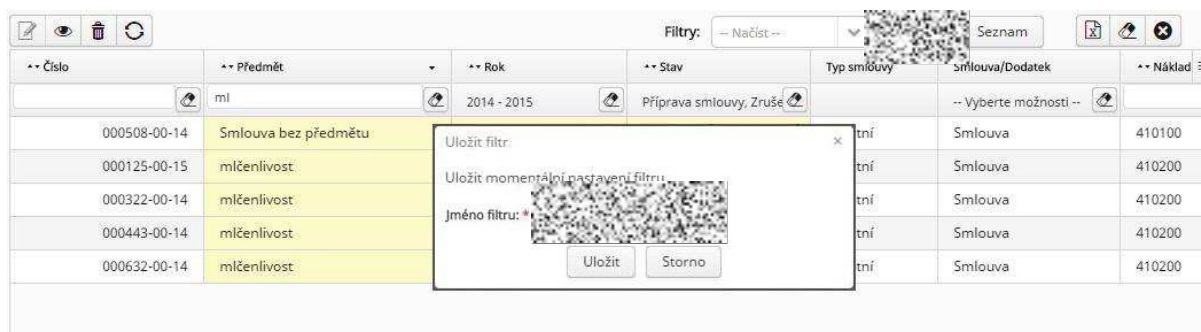 Filtry: -- Načíst -- Seznam
Číslo Předmět Rok Stav Typ smlouvy Smlouva/Dodatek Náklad
ml 2014 - 2015 Příprava smlouvy, Zruše -- Vyberte možnosti --
000508-00-14 Smlouva bez předmětu tní Smlouva 410100
000125-00-15 mlčenlivost tní Smlouva 410200
000322-00-14 mlčenlivost tní Smlouva 410200
000443-00-14 mlčenlivost tní Smlouva 410200
000632-00-14 mlčenlivost tní Smlouva 410200
Uložit filtr
Uložit momentální nastavení filtru
Jméno filtru: *
Uložit Storno